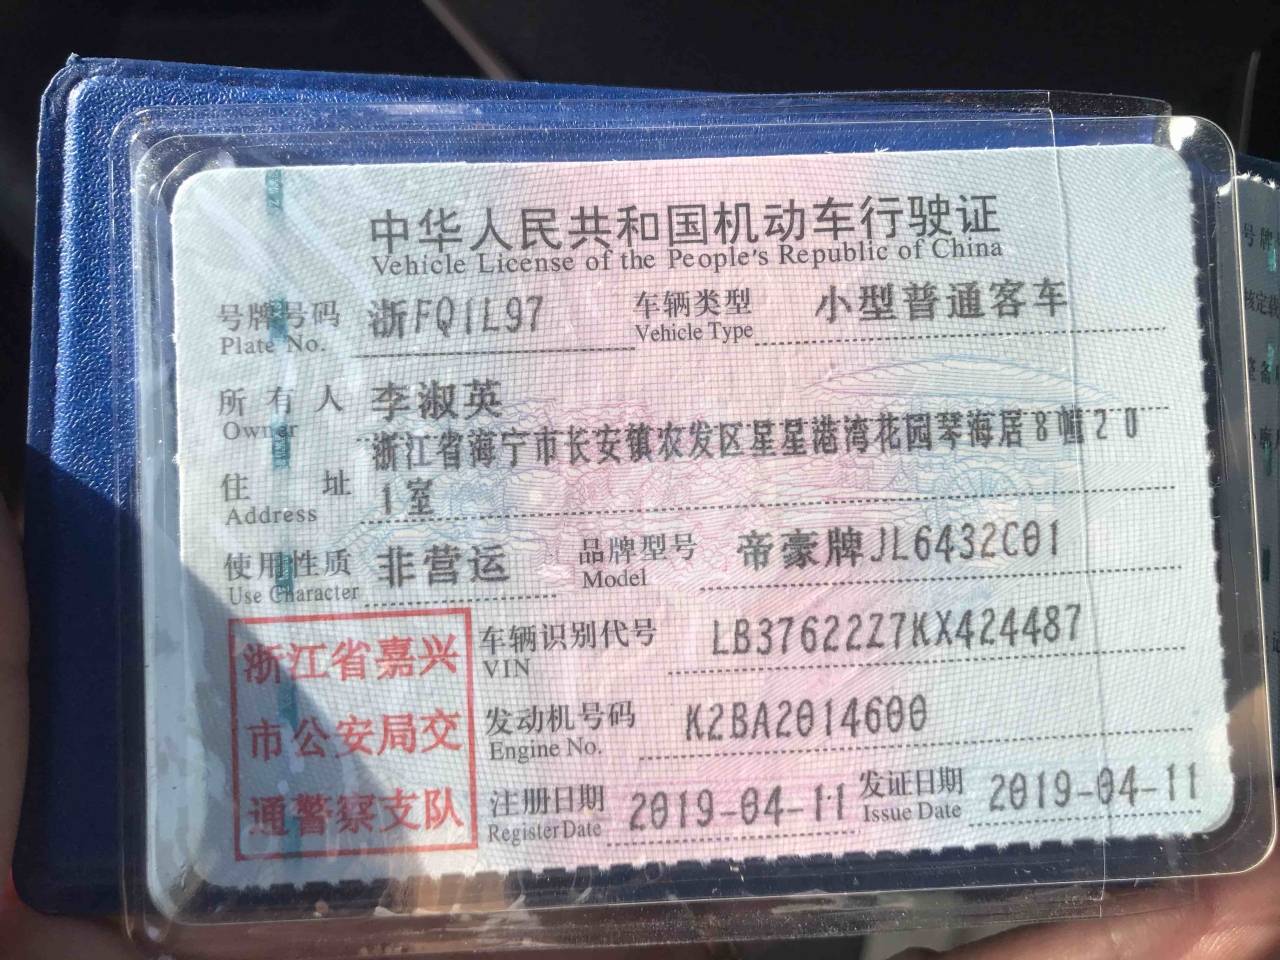 中华人民共和国机动车行驶证
Vehicle License of the People's Republic of China
号牌号码 浙FQ1L97 车辆类型 小型普通客车
Plate No. Vehicle Type
所有人 李淑英
Owner
浙江省海宁市长安镇农发区星星港湾花园琴海居8幢20
住址 1室
Address
使用性质 非营运 品牌型号 帝豪牌JL6432C01
Use Character Model
车辆识别代号 LB37622Z7KX424487
VIN
发动机号码 K2BA2014600
Engine No.
注册日期 2019-04-11 发证日期 2019-04-11
Register Date Issue Date
浙江省嘉兴
市公安局交
通警察支队
号牌
核定载